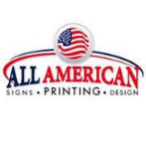 ALL AMERICAN
SIGNS • PRINTING • DESIGN